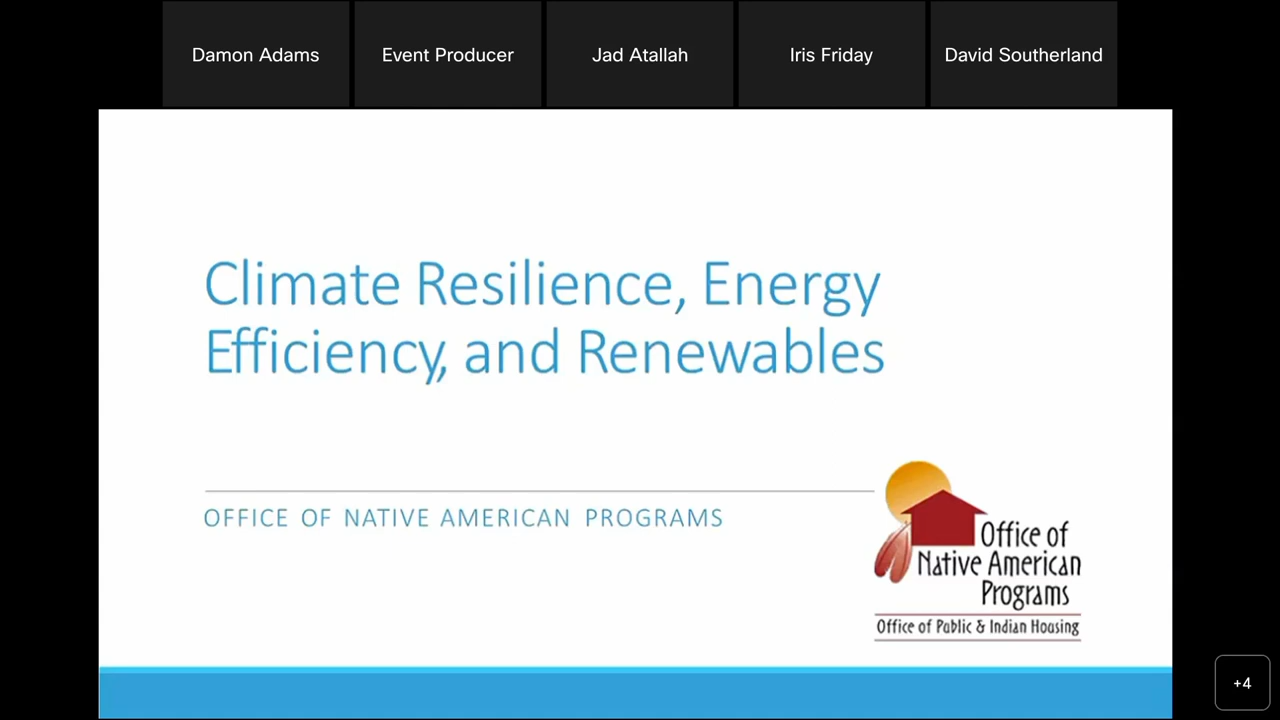 Damon Adams
Event Producer
Jad Atallah
Iris Friday
David Southerland
Climate Resilience, Energy
Efficiency, and Renewables
OFFICE OF NATIVE AMERICAN PROGRAMS
Office of
Native American
Programs
Office of Public & Indian Housing
+4